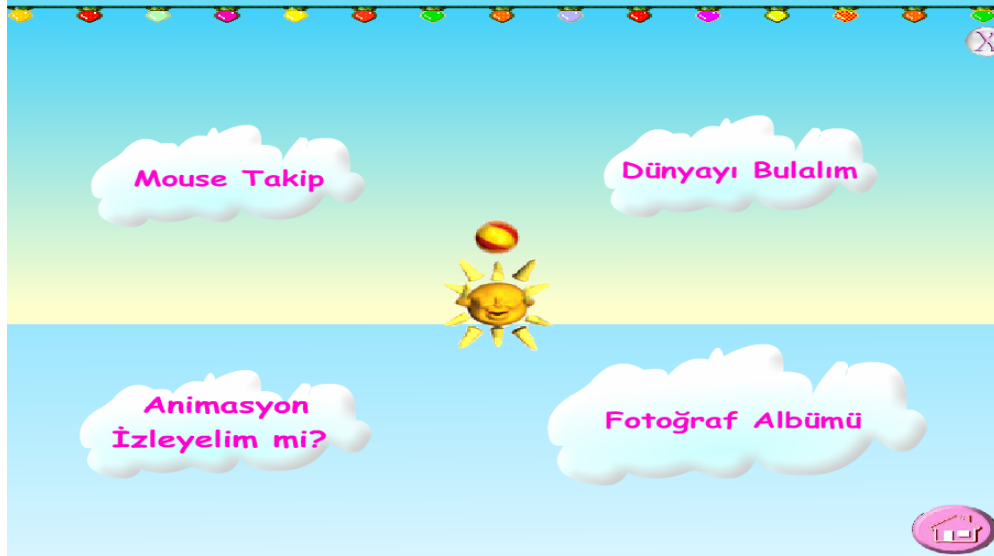 X
Mouse Takip
Dünyayı Bulalım
Animasyon
İzleyelim mi?
Fotoğraf Albümü